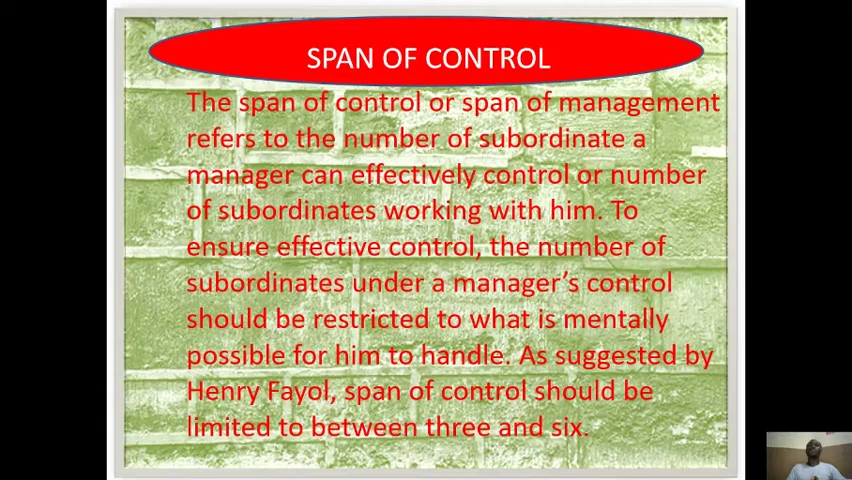 SPAN OF CONTROL
The span of control or span of management
refers to the number of subordinate a
manager can effectively control or number
of subordinates working with him. To
ensure effective control, the number of
subordinates under a manager’s control
should be restricted to what is mentally
possible for him to handle. As suggested by
Henry Fayol, span of control should be
limited to between three and six.